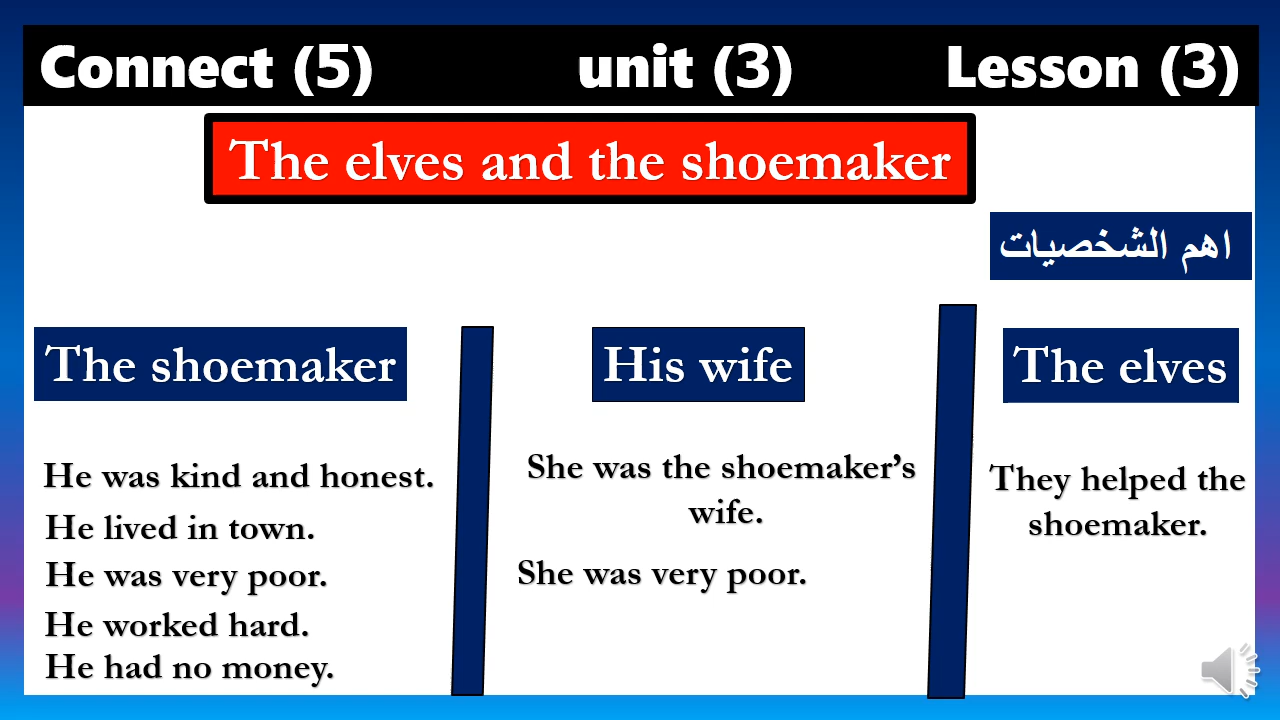 Connect (5) unit (3) Lesson (3)
The elves and the shoemaker
اهم الشخصيات
The shoemaker
He was kind and honest.
He lived in town.
He was very poor.
He worked hard.
He had no money.
His wife
She was the shoemaker’s
wife.
She was very poor.
The elves
They helped the
shoemaker.